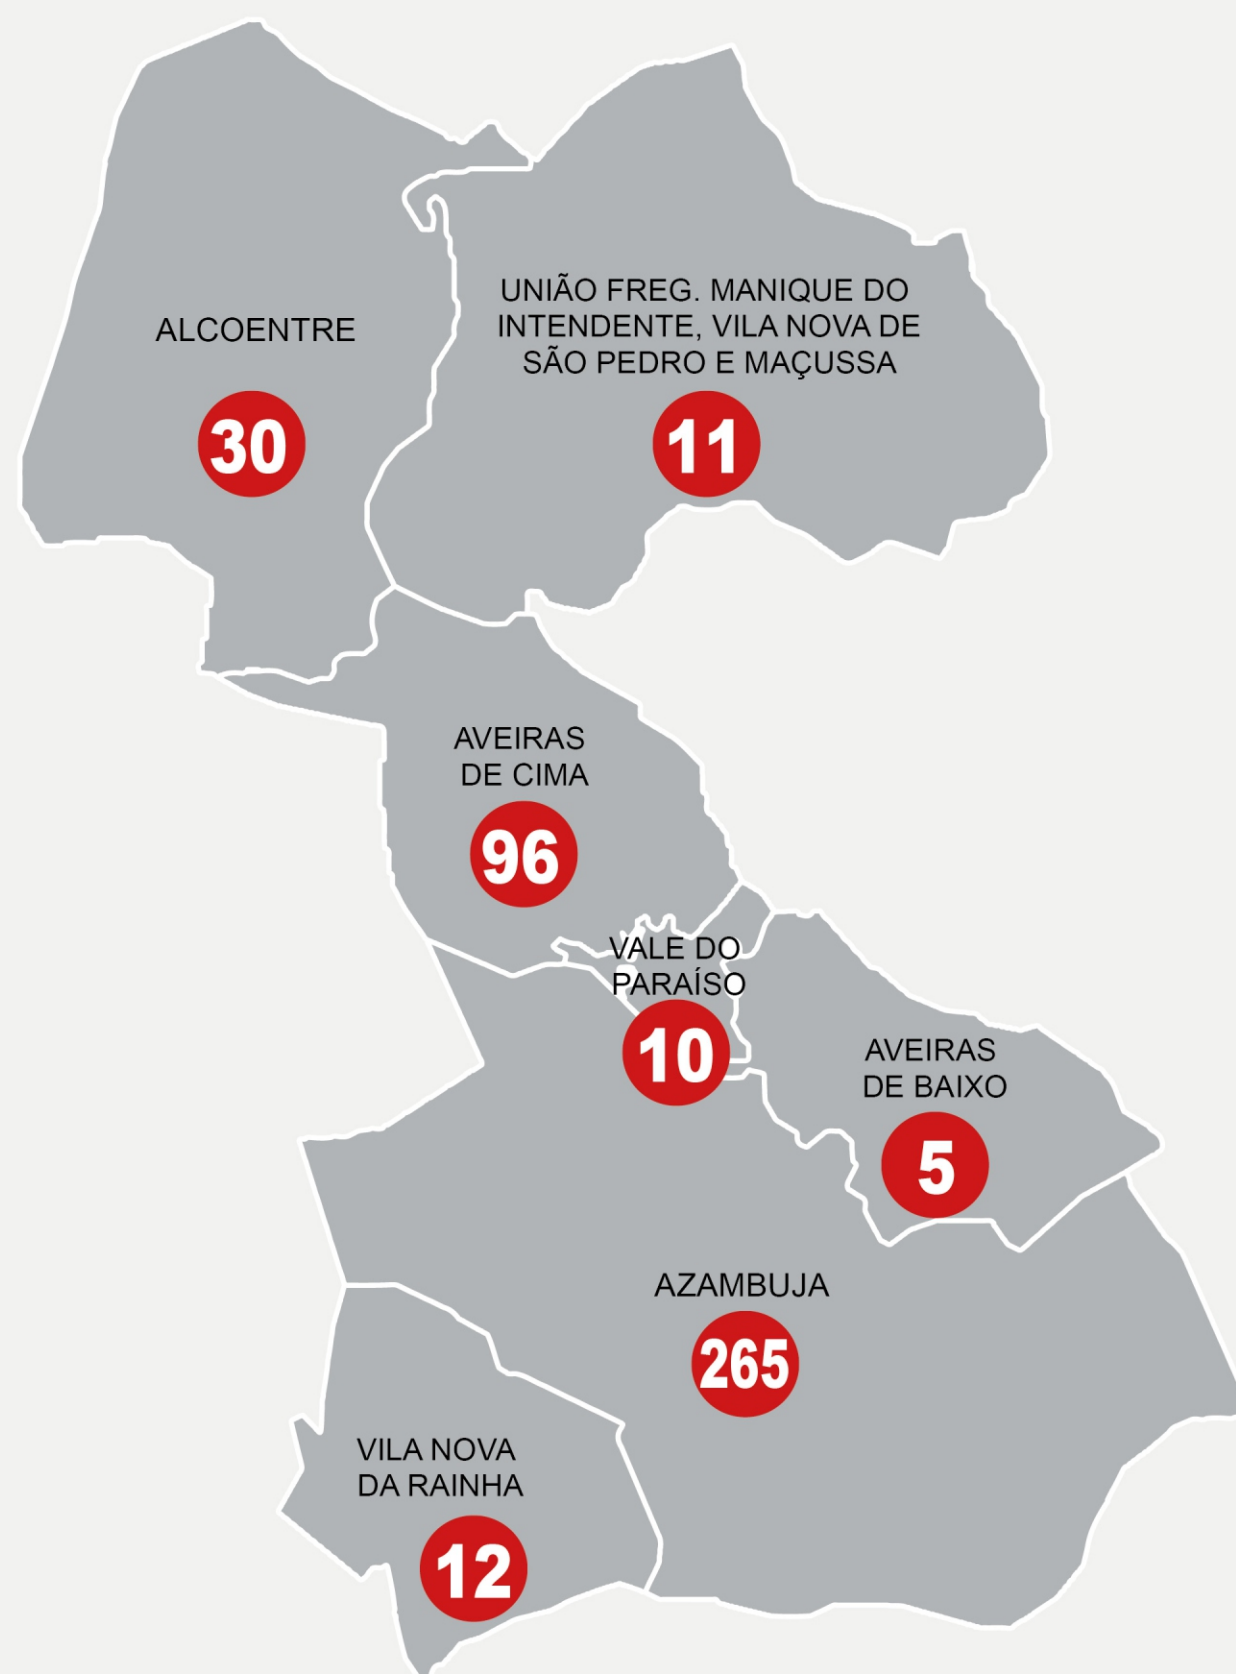 ALCOENTRE
30
UNIÃO FREG. MANIQUE DO
INTENDENTE, VILA NOVA DE
SÃO PEDRO E MAÇUSSA
11
AVEIRAS
DE CIMA
96
VALE DO
PARAÍSO
10
AVEIRAS
DE BAIXO
5
AZAMBUJA
265
VILA NOVA
DA RAINHA
12